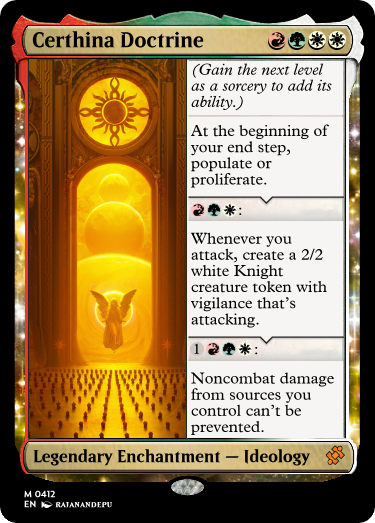 Certhina Doctrine
(Gain the next level
as a sorcery to add its
ability.)
At the beginning of
your end step,
populate or
proliferate.
:
Whenever you
attack, create a 2/2
white Knight
creature token with
vigilance that's
attacking.
1 :
Noncombat damage
from sources you
control can't be
prevented.
Legendary Enchantment — Ideology
M 0412
EN RAJANANDEPU